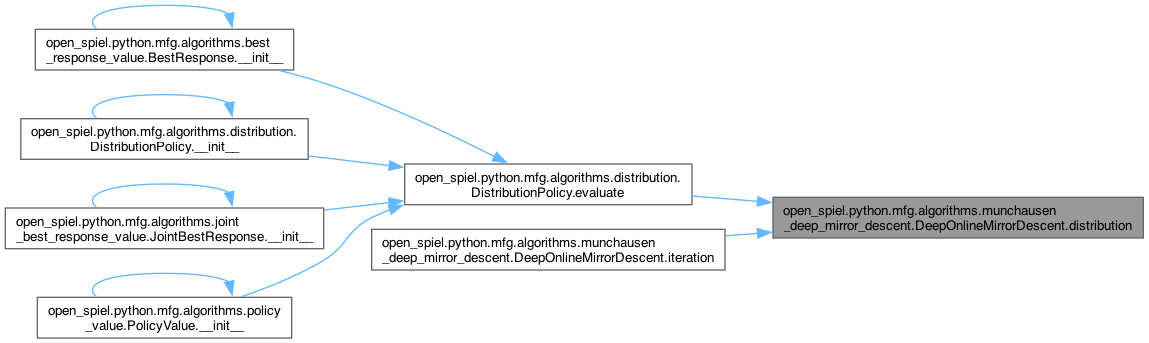 open_spiel.python.mfg.algorithms.best
_response_value.BestResponse.__init__
open_spiel.python.mfg.algorithms.distribution.
DistributionPolicy.__init__
open_spiel.python.mfg.algorithms.joint
_best_response_value.JointBestResponse.__init__
open_spiel.python.mfg.algorithms.policy
_value.PolicyValue.__init__
open_spiel.python.mfg.algorithms.distribution.
DistributionPolicy.evaluate
open_spiel.python.mfg.algorithms.munchausen
_deep_mirror_descent.DeepOnlineMirrorDescent.iteration
open_spiel.python.mfg.algorithms.munchausen
_deep_mirror_descent.DeepOnlineMirrorDescent.distribution